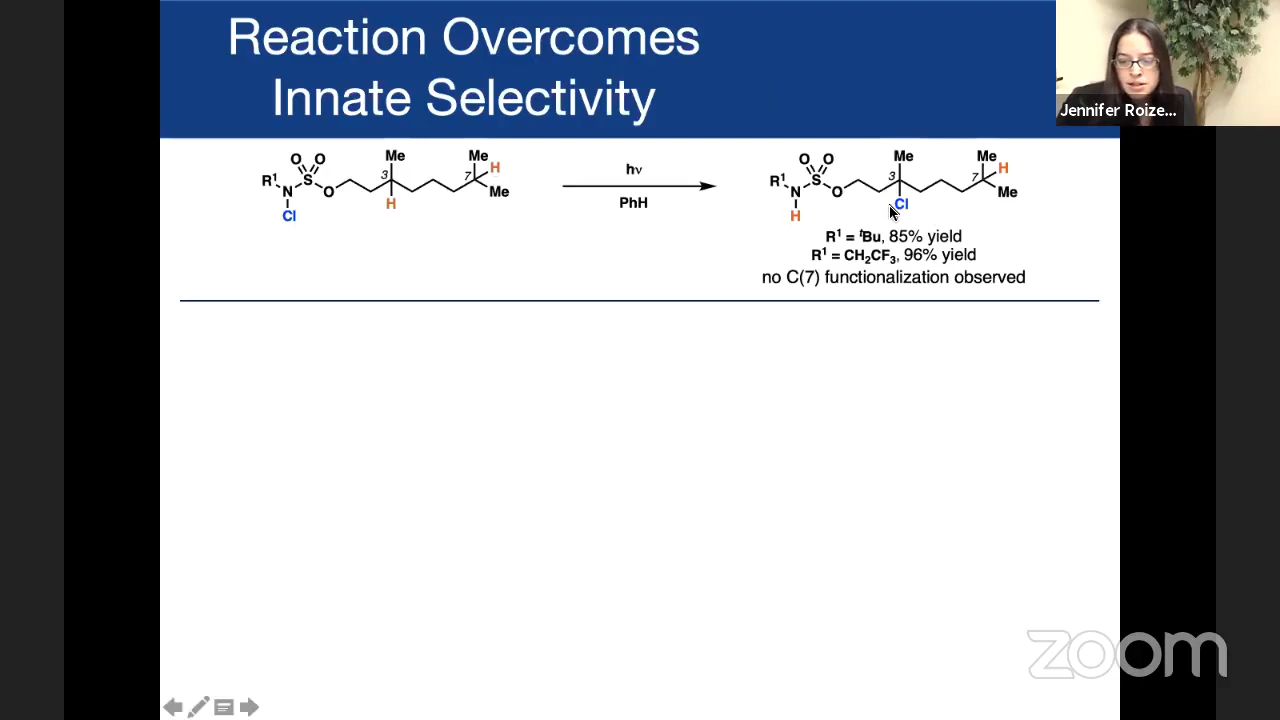 Reaction Overcomes
Innate Selectivity
Jennifer Roize...
R¹ N S O O O Cl 3 Me H 7 Me H Me
hν
PhH
R¹ N S O O O H 3 Me Cl 7 Me H Me
R¹ = ᵗBu, 85% yield
R¹ = CH₂CF₃, 96% yield
no C(7) functionalization observed
zoom